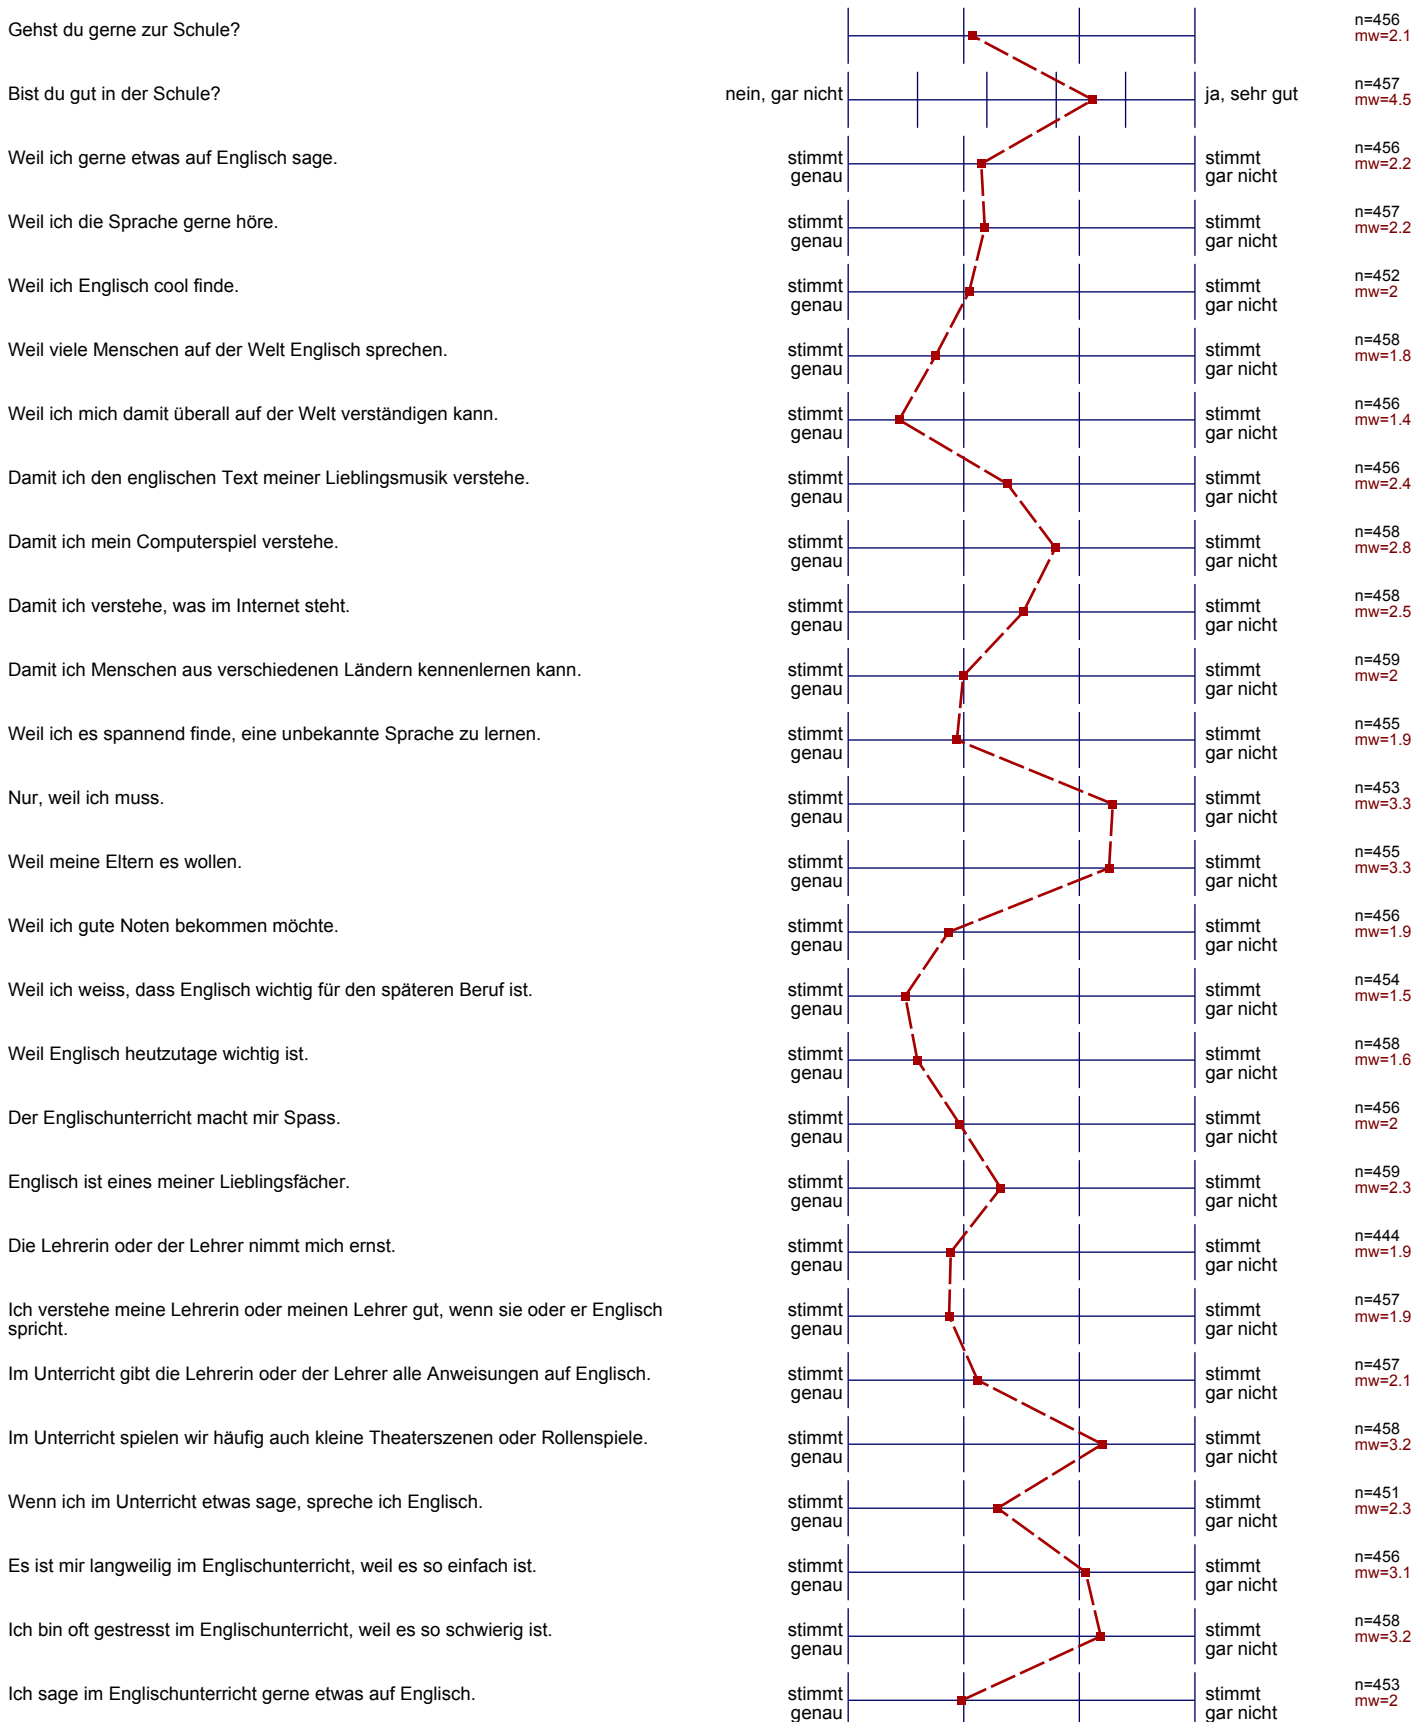 Gehst du gerne zur Schule?
n=456
mw=2.1
Bist du gut in der Schule?
nein, gar nicht
ja, sehr gut
n=457
mw=4.5
Weil ich gerne etwas auf Englisch sage.
stimmt
genau
stimmt
gar nicht
n=456
mw=2.2
Weil ich die Sprache gerne höre.
stimmt
genau
stimmt
gar nicht
n=457
mw=2.2
Weil ich Englisch cool finde.
stimmt
genau
stimmt
gar nicht
n=452
mw=2
Weil viele Menschen auf der Welt Englisch sprechen.
stimmt
genau
stimmt
gar nicht
n=458
mw=1.8
Weil ich mich damit überall auf der Welt verständigen kann.
stimmt
genau
stimmt
gar nicht
n=456
mw=1.4
Damit ich den englischen Text meiner Lieblingsmusik verstehe.
stimmt
genau
stimmt
gar nicht
n=456
mw=2.4
Damit ich mein Computerspiel verstehe.
stimmt
genau
stimmt
gar nicht
n=458
mw=2.8
Damit ich verstehe, was im Internet steht.
stimmt
genau
stimmt
gar nicht
n=458
mw=2.5
Damit ich Menschen aus verschiedenen Ländern kennenlernen kann.
stimmt
genau
stimmt
gar nicht
n=459
mw=2
Weil ich es spannend finde, eine unbekannte Sprache zu lernen.
stimmt
genau
stimmt
gar nicht
n=455
mw=1.9
Nur, weil ich muss.
stimmt
genau
stimmt
gar nicht
n=453
mw=3.3
Weil meine Eltern es wollen.
stimmt
genau
stimmt
gar nicht
n=455
mw=3.3
Weil ich gute Noten bekommen möchte.
stimmt
genau
stimmt
gar nicht
n=456
mw=1.9
Weil ich weiss, dass Englisch wichtig für den späteren Beruf ist.
stimmt
genau
stimmt
gar nicht
n=454
mw=1.5
Weil Englisch heutzutage wichtig ist.
stimmt
genau
stimmt
gar nicht
n=458
mw=1.6
Der Englischunterricht macht mir Spass.
stimmt
genau
stimmt
gar nicht
n=456
mw=2
Englisch ist eines meiner Lieblingsfächer.
stimmt
genau
stimmt
gar nicht
n=459
mw=2.3
Die Lehrerin oder der Lehrer nimmt mich ernst.
stimmt
genau
stimmt
gar nicht
n=444
mw=1.9
Ich verstehe meine Lehrerin oder meinen Lehrer gut, wenn sie oder er Englisch
spricht.
stimmt
genau
stimmt
gar nicht
n=457
mw=1.9
Im Unterricht gibt die Lehrerin oder der Lehrer alle Anweisungen auf Englisch.
stimmt
genau
stimmt
gar nicht
n=457
mw=2.1
Im Unterricht spielen wir häufig auch kleine Theaterszenen oder Rollenspiele.
stimmt
genau
stimmt
gar nicht
n=458
mw=3.2
Wenn ich im Unterricht etwas sage, spreche ich Englisch.
stimmt
genau
stimmt
gar nicht
n=451
mw=2.3
Es ist mir langweilig im Englischunterricht, weil es so einfach ist.
stimmt
genau
stimmt
gar nicht
n=456
mw=3.1
Ich bin oft gestresst im Englischunterricht, weil es so schwierig ist.
stimmt
genau
stimmt
gar nicht
n=458
mw=3.2
Ich sage im Englischunterricht gerne etwas auf Englisch.
stimmt
genau
stimmt
gar nicht
n=453
mw=2